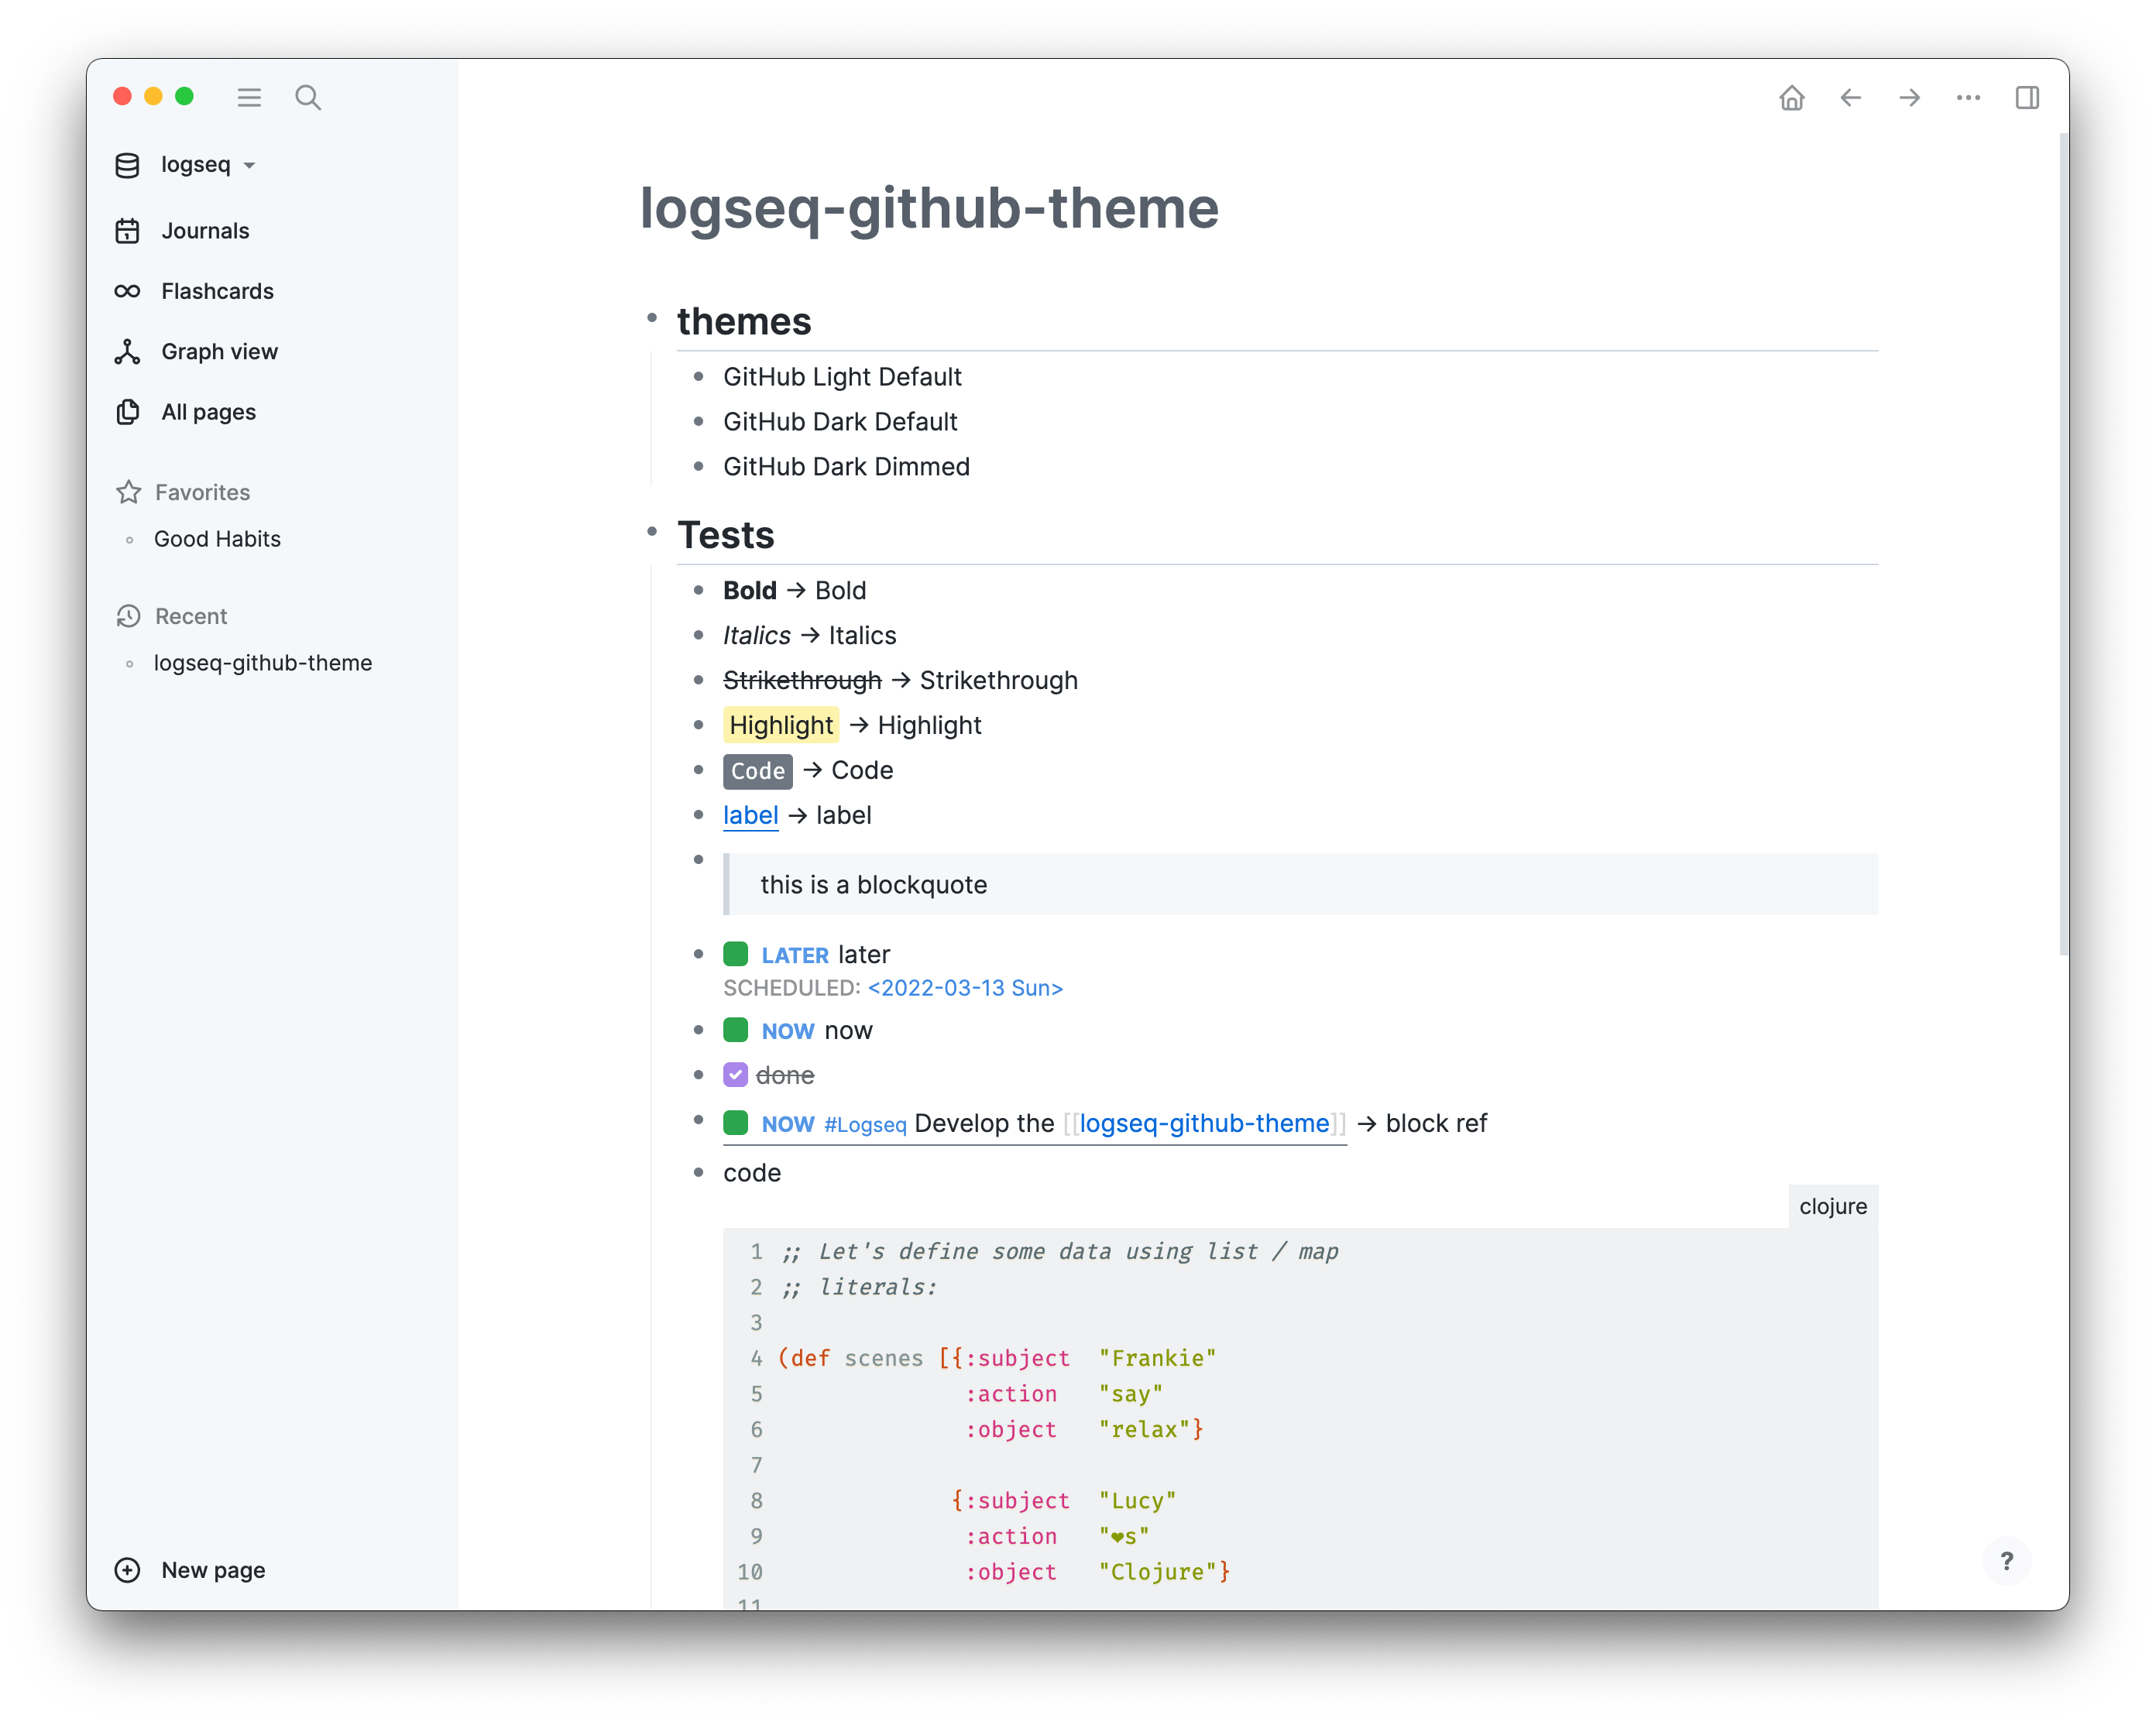 logseq
Journals
Flashcards
Graph view
All pages
Favorites
Good Habits
Recent
logseq-github-theme
New page
logseq-github-theme
themes
GitHub Light Default
GitHub Dark Default
GitHub Dark Dimmed
Tests
Bold → Bold
Italics → Italics
Strikethrough → Strikethrough
Highlight → Highlight
Code → Code
label → label
this is a blockquote
LATER later
SCHEDULED: <2022-03-13 Sun>
NOW now
done
NOW #Logseq Develop the [[logseq-github-theme]] → block ref
code
clojure
1 ;; Let's define some data using list / map
2 ;; literals:
3
4 (def scenes [{:subject "Frankie"
5 :action "say"
6 :object "relax"}
7
8 {:subject "Lucy"
9 :action "❤s"
10 :object "Clojure"}
11
?